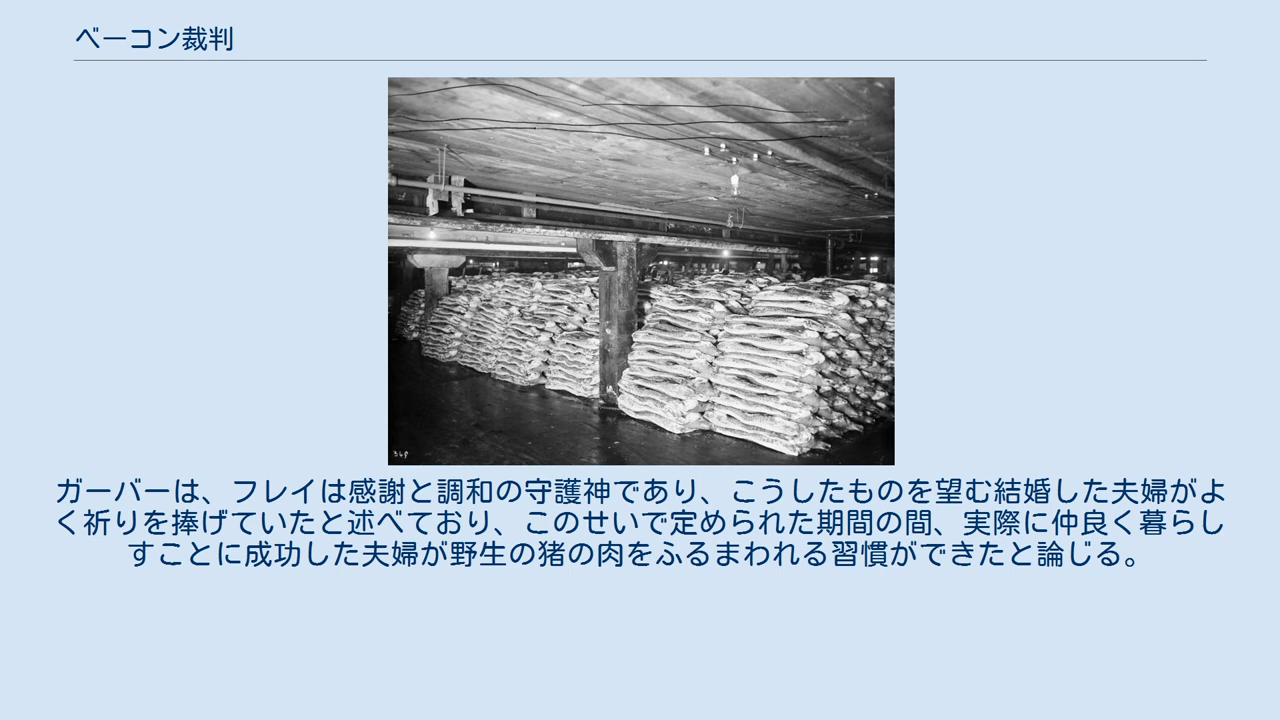 ベーコン裁判
ガーバーは、フレイは感謝と調和の守護神であり、こうしたものを望む結婚した夫婦がよ
く祈りを捧げていたと述べており、このせいで定められた期間の間、実際に仲良く暮らし
すことに成功した夫婦が野生の猪の肉をふるまわれる習慣ができたと論じる。